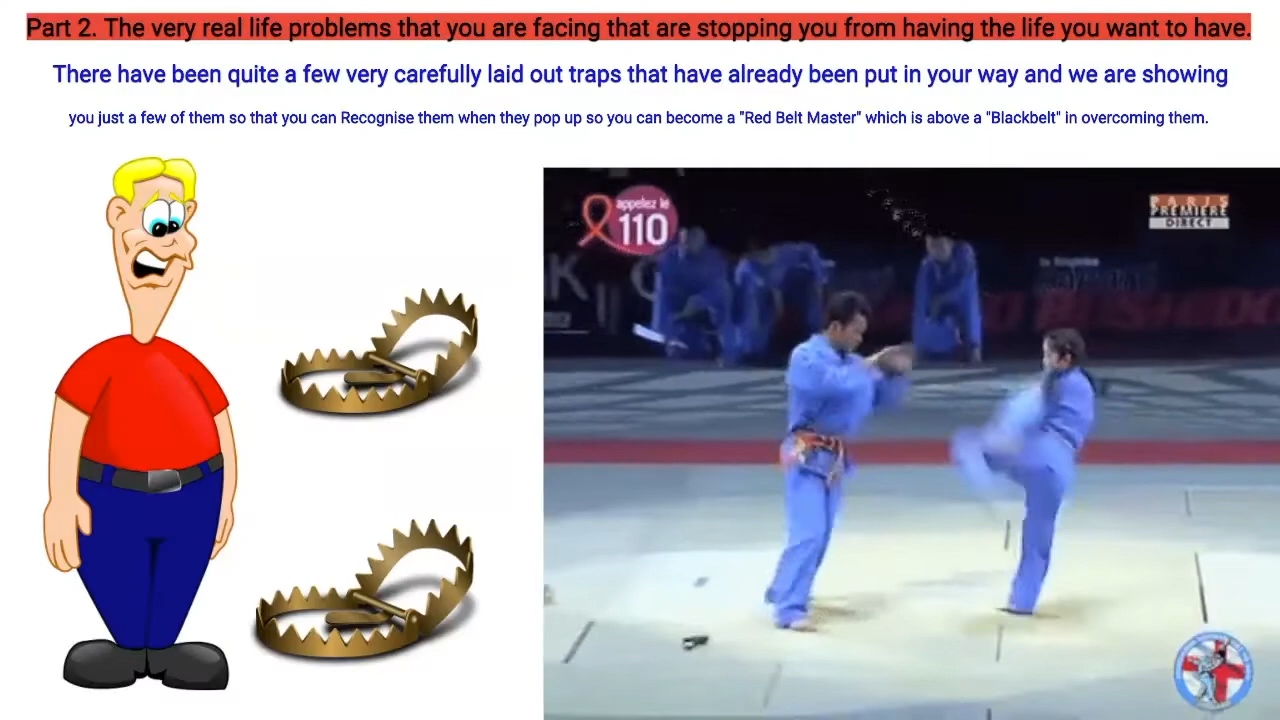 Part 2. The very real life problems that you are facing that are stopping you from having the life you want to have.
There have been quite a few very carefully laid out traps that have already been put in your way and we are showing
you just a few of them so that you can Recognise them when they pop up so you can become a "Red Belt Master" which is above a "Blackbelt" in overcoming them.
appelez le
110
PARIS
PREMIERE
DIRECT